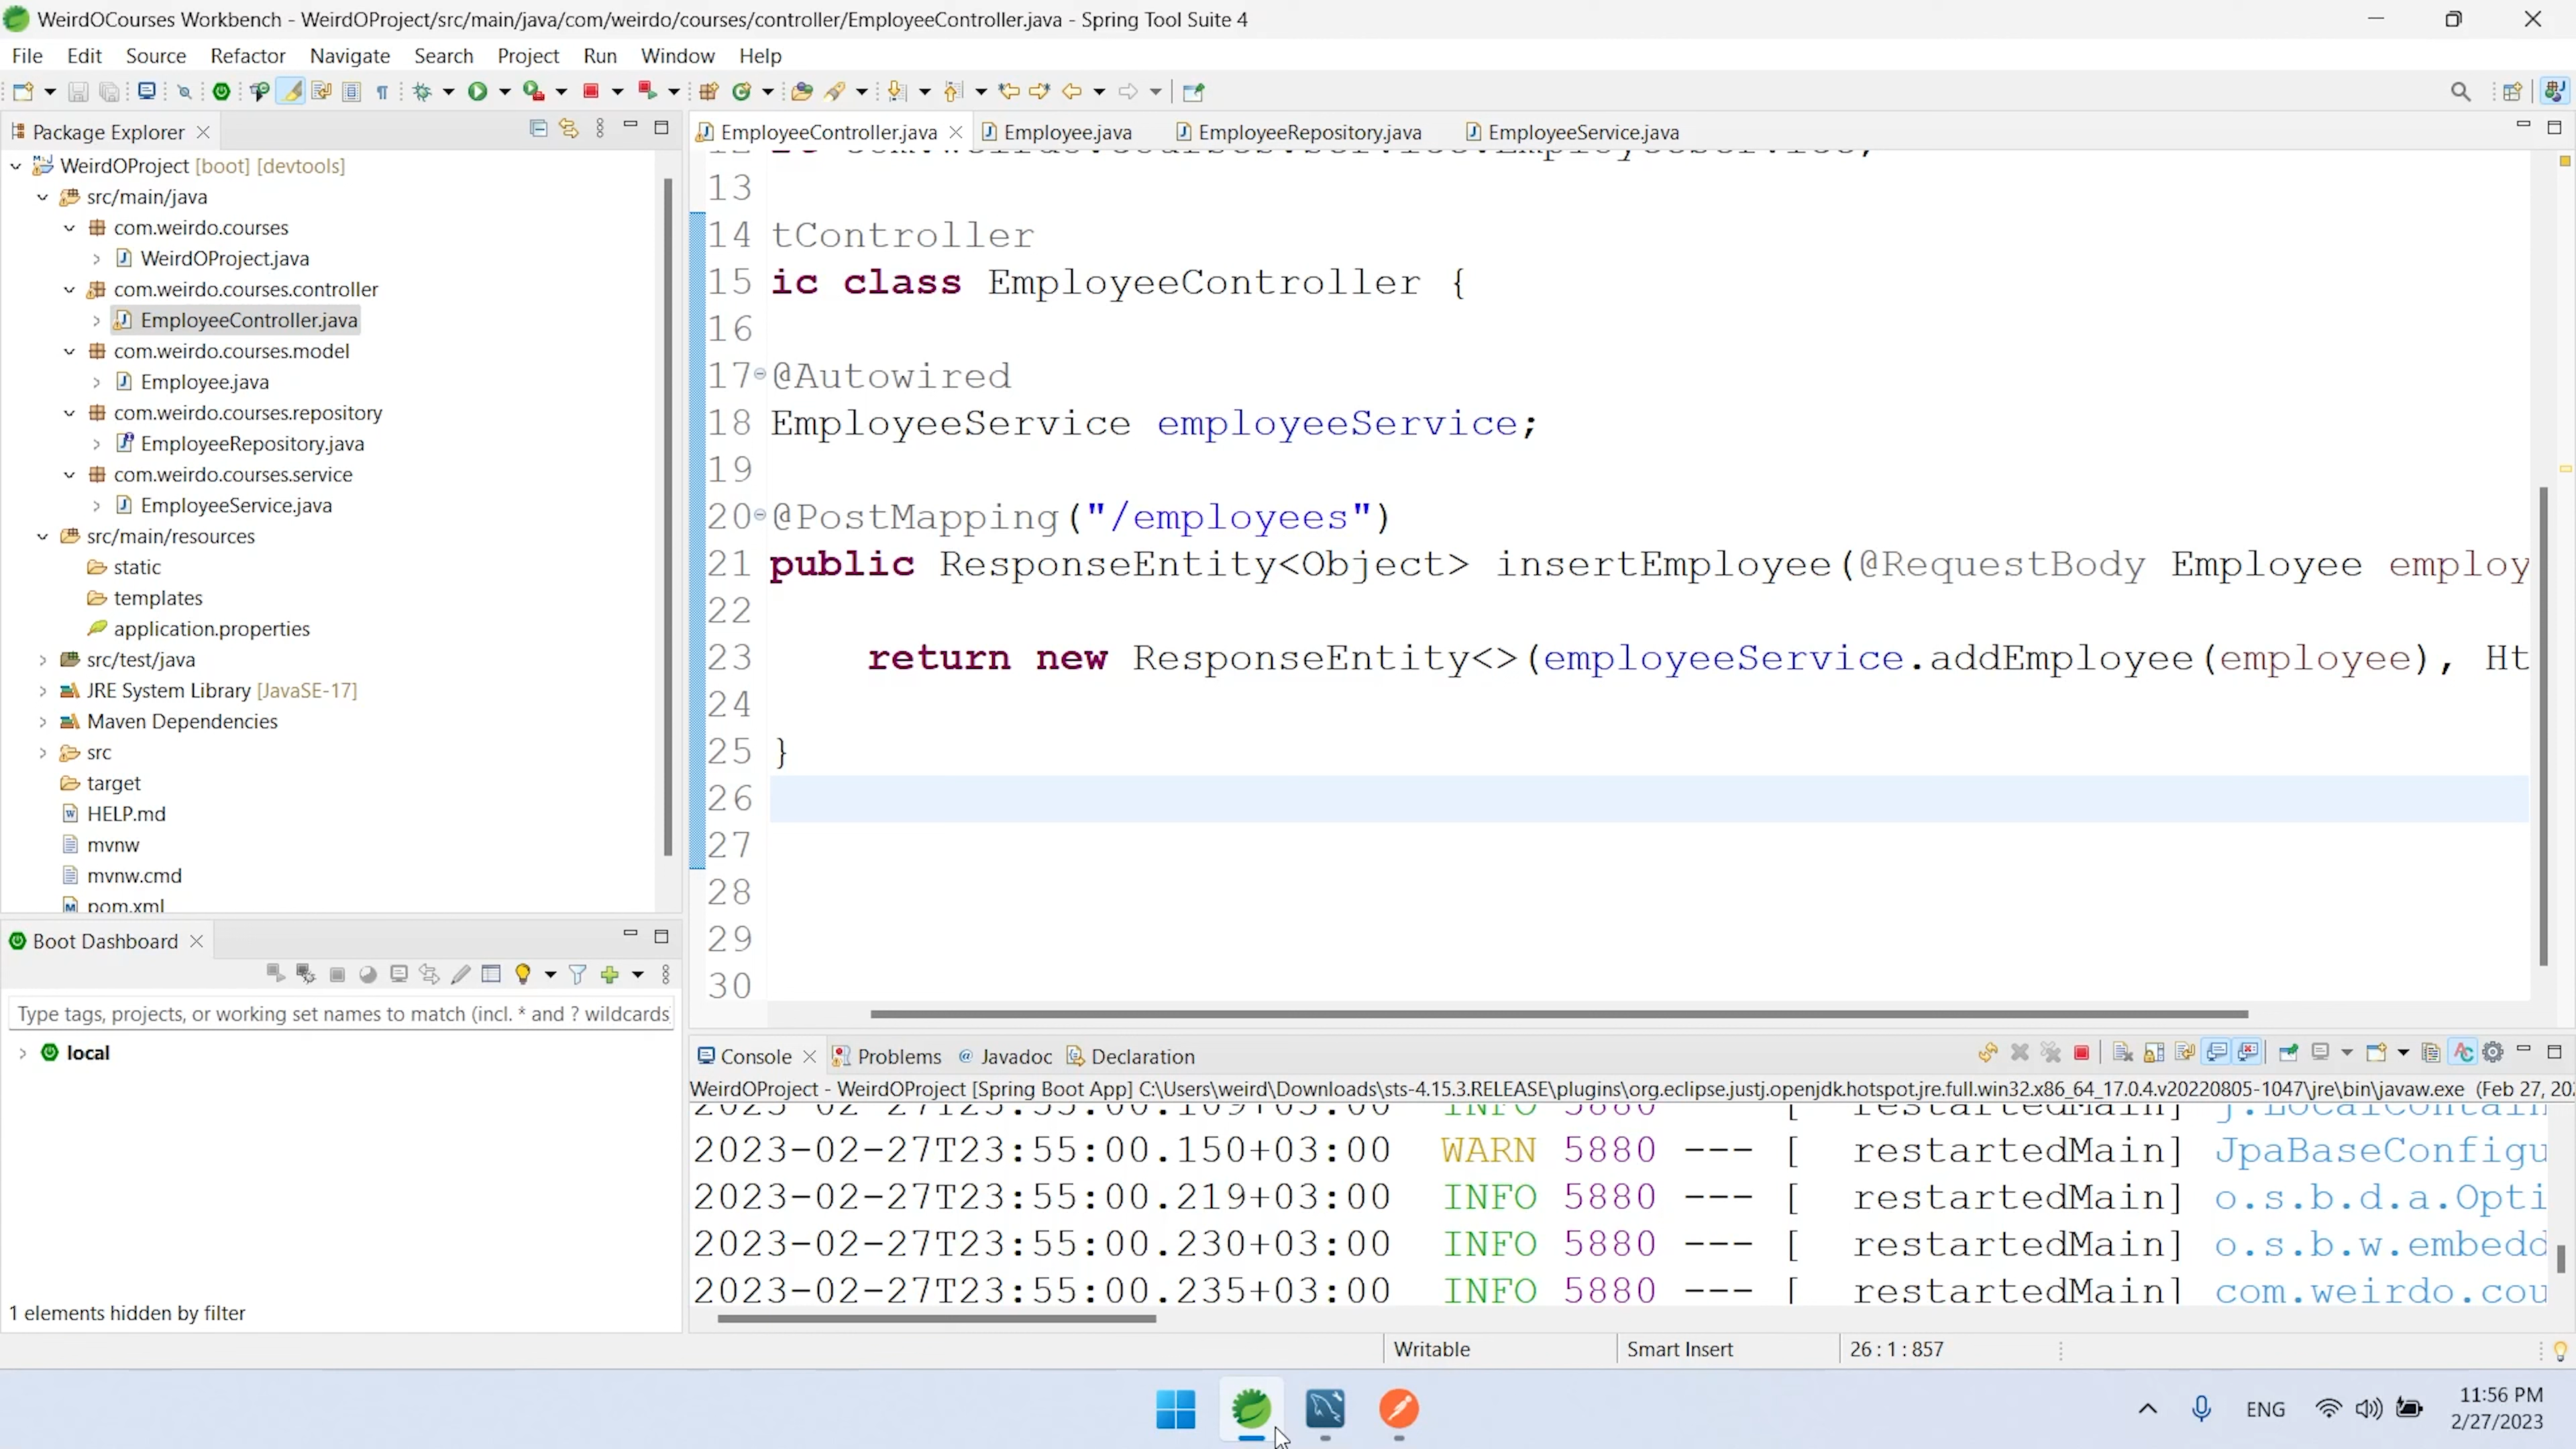 WeirdOCourses Workbench - WeirdOProject/src/main/java/com/weirdo/courses/controller/EmployeeController.java - Spring Tool Suite 4
File Edit Source Refactor Navigate Search Project Run Window Help
Package Explorer
WeirdOProject [boot] [devtools]
src/main/java
com.weirdo.courses
WeirdOProject.java
com.weirdo.courses.controller
EmployeeController.java
com.weirdo.courses.model
Employee.java
com.weirdo.courses.repository
EmployeeRepository.java
com.weirdo.courses.service
EmployeeService.java
src/main/resources
static
templates
application.properties
src/test/java
JRE System Library [JavaSE-17]
Maven Dependencies
src
target
HELP.md
mvnw
mvnw.cmd
pom.xml
Boot Dashboard
Type tags, projects, or working set names to match (incl. * and ? wildcards
local
1 elements hidden by filter
EmployeeController.java Employee.java EmployeeRepository.java EmployeeService.java
13
14 tController
15 ic class EmployeeController {
16
17 @Autowired
18 EmployeeService employeeService;
19
20 @PostMapping("/employees")
21 public ResponseEntity<Object> insertEmployee(@RequestBody Employee employ
22
23 return new ResponseEntity<>(employeeService.addEmployee(employee), Ht
24
25 }
26
27
28
29
30
Console Problems @ Javadoc Declaration
WeirdOProject - WeirdOProject [Spring Boot App] C:\Users\weird\Downloads\sts-4.15.3.RELEASE\plugins\org.eclipse.justj.openjdk.hotspot.jre.full.win32.x86_64_17.0.4.v20220805-1047\jre\bin\javaw.exe (Feb 27, 20
2023-02-27T23:55:00.150+03:00 WARN 5880 --- [ restartedMain] JpaBaseConfigu
2023-02-27T23:55:00.219+03:00 INFO 5880 --- [ restartedMain] o.s.b.d.a.Opti
2023-02-27T23:55:00.230+03:00 INFO 5880 --- [ restartedMain] o.s.b.w.embedd
2023-02-27T23:55:00.235+03:00 INFO 5880 --- [ restartedMain] com.weirdo.cou
Writable Smart Insert 26 : 1 : 857
ENG
11:56 PM
2/27/2023